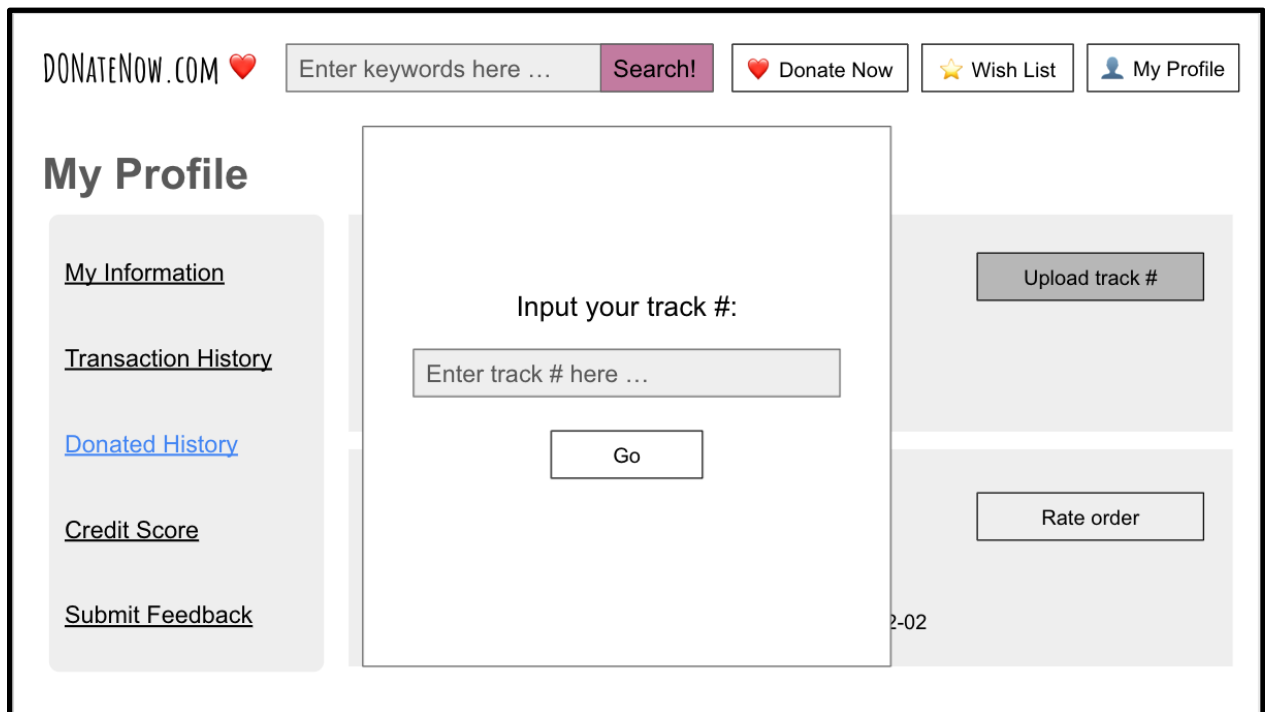 DONATENOW.COM ❤️
Enter keywords here …
Search!
❤️ Donate Now
⭐ Wish List
👤 My Profile
My Profile
My Information
Transaction History
Donated History
Credit Score
Submit Feedback
Input your track #:
Enter track # here …
Go
Upload track #
Rate order
2-02